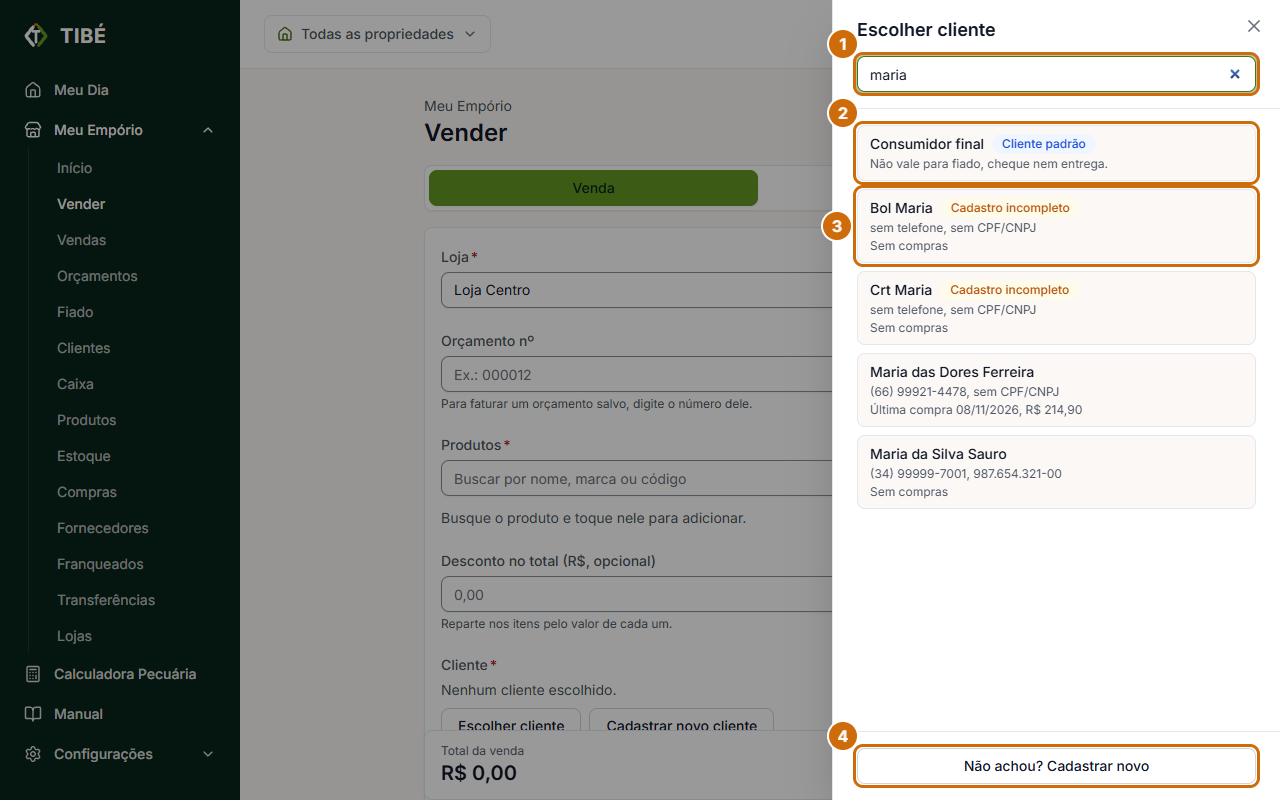 TIBÉ
Meu Dia
Meu Empório
Início
Vender
Vendas
Orçamentos
Fiado
Clientes
Caixa
Produtos
Estoque
Compras
Fornecedores
Franqueados
Transferências
Lojas
Calculadora Pecuária
Manual
Configurações
Todas as propriedades
Meu Empório
Vender
Venda
Loja*
Loja Centro
Orçamento nº
Ex.: 000012
Para faturar um orçamento salvo, digite o número dele.
Produtos*
Buscar por nome, marca ou código
Busque o produto e toque nele para adicionar.
Desconto no total (R$, opcional)
0,00
Reparte nos itens pelo valor de cada um.
Cliente*
Nenhum cliente escolhido.
Escolher cliente Cadastrar novo cliente
Total da venda
R$ 0,00
Escolher cliente
1
maria
2
Consumidor final Cliente padrão
Não vale para fiado, cheque nem entrega.
3
Bol Maria Cadastro incompleto
sem telefone, sem CPF/CNPJ
Sem compras
Crt Maria Cadastro incompleto
sem telefone, sem CPF/CNPJ
Sem compras
Maria das Dores Ferreira
(66) 99921-4478, sem CPF/CNPJ
Última compra 08/11/2026, R$ 214,90
Maria da Silva Sauro
(34) 99999-7001, 987.654.321-00
Sem compras
4
Não achou? Cadastrar novo